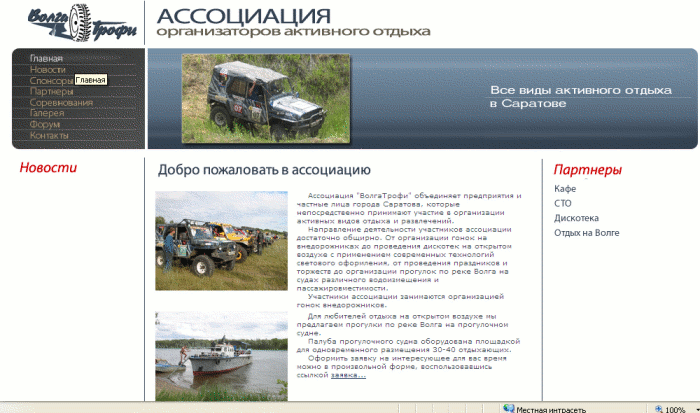 Волга
Трофи
АССОЦИАЦИЯ
организаторов активного отдыха
Главная
Новости
Спонсоры
Главная
Партнеры
Соревнования
Галерея
Форум
Контакты
Все виды активного отдыха
в Саратове
Новости
Добро пожаловать в ассоциацию
Ассоциация "ВолгаТрофи" объединяет предприятия и
частные лица города Саратова, которые
непосредственно принимают участие в организации
активных видов отдыха и развлечений.
Направление деятельности участников ассоциации
достаточно обширно. От организации гонок на
внедорожниках до проведения дискотек на открытом
воздухе с применением современных технологий
светового оформления, от проведения праздников и
торжеств до организации прогулок по реке Волга на
судах различного водоизмещения и
пассажировместимости.
Участники ассоциации занимаются организацией
гонок внедорожников.
Для любителей отдыха на открытом воздухе мы
предлагаем прогулки по реке Волга на прогулочном
судне.
Палуба прогулочного судна оборудована площадкой
для одновременного размещения 30-40 отдыхающих.
Оформить заявку на интересующее для вас время
можно в произвольной форме, воспользовавшись
ссылкой заявка...
Партнеры
Кафе
СТО
Дискотека
Отдых на Волге
Местная интрасеть
100%